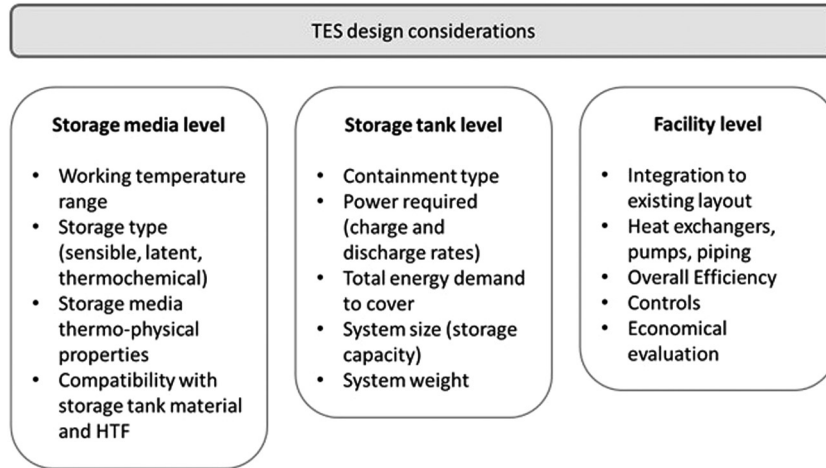 TES design considerations
Storage media level
• Working temperature
range
• Storage type
(sensible, latent,
thermochemical)
• Storage media
thermo-physical
properties
• Compatibility with
storage tank material
and HTF
Storage tank level
• Containment type
• Power required
(charge and
discharge rates)
• Total energy demand
to cover
• System size (storage
capacity)
• System weight
Facility level
• Integration to
existing layout
• Heat exchangers,
pumps, piping
• Overall Efficiency
• Controls
• Economical
evaluation